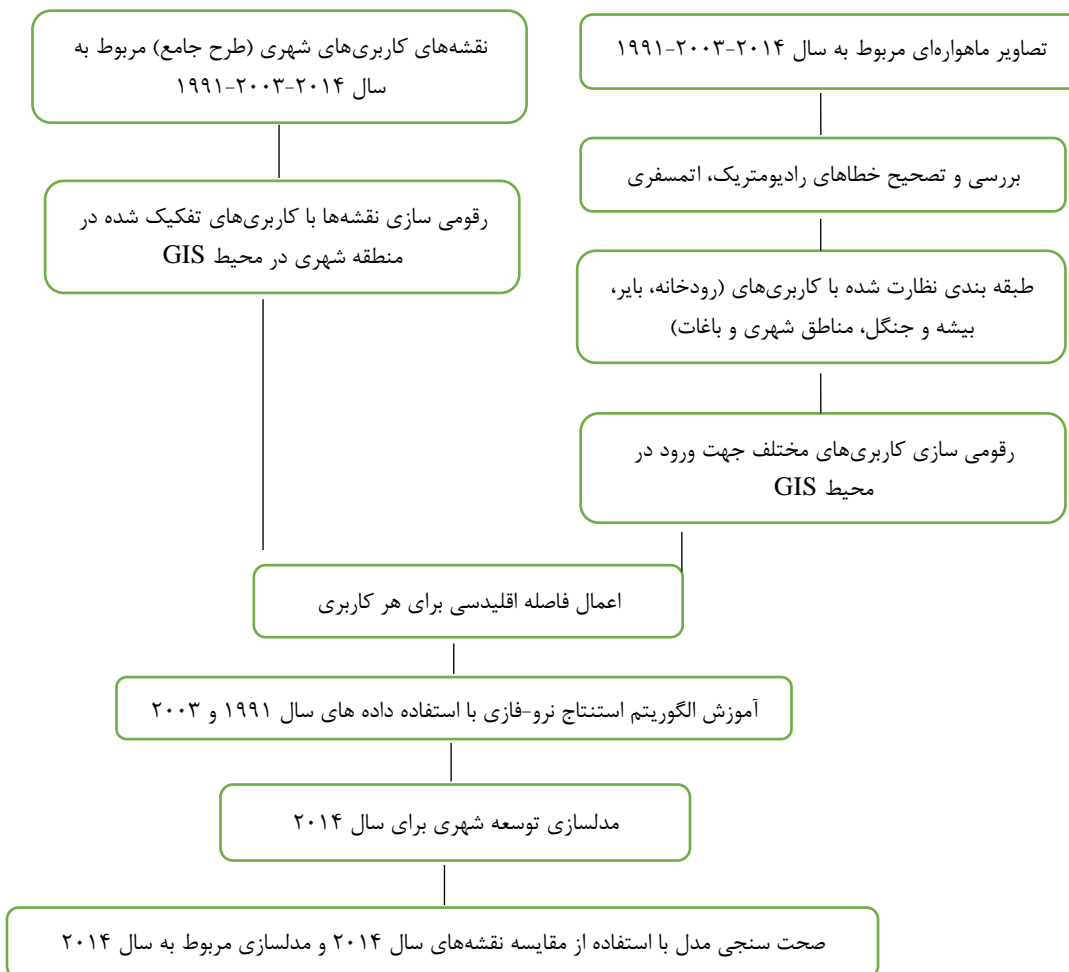 تصاویر ماهواره‌ای مربوط به سال ۲۰۱۴-۲۰۰۳-۱۹۹۱
بررسی و تصحیح خطاهای رادیومتریک، اتمسفری
طبقه بندی نظارت شده با کاربری‌های (رودخانه، بایر،
بیشه و جنگل، مناطق شهری و باغات)
رقومی سازی کاربری‌های مختلف جهت ورود در
محیط GIS
نقشه‌های کاربری‌های شهری (طرح جامع) مربوط به
سال ۲۰۱۴-۲۰۰۳-۱۹۹۱
رقومی سازی نقشه‌ها با کاربری‌های تفکیک شده در
منطقه شهری در محیط GIS
اعمال فاصله اقلیدسی برای هر کاربری
آموزش الگوریتم استنتاج نرو-فازی با استفاده داده های سال ۱۹۹۱ و ۲۰۰۳
مدلسازی توسعه شهری برای سال ۲۰۱۴
صحت سنجی مدل با استفاده از مقایسه نقشه‌های سال ۲۰۱۴ و مدلسازی مربوط به سال ۲۰۱۴